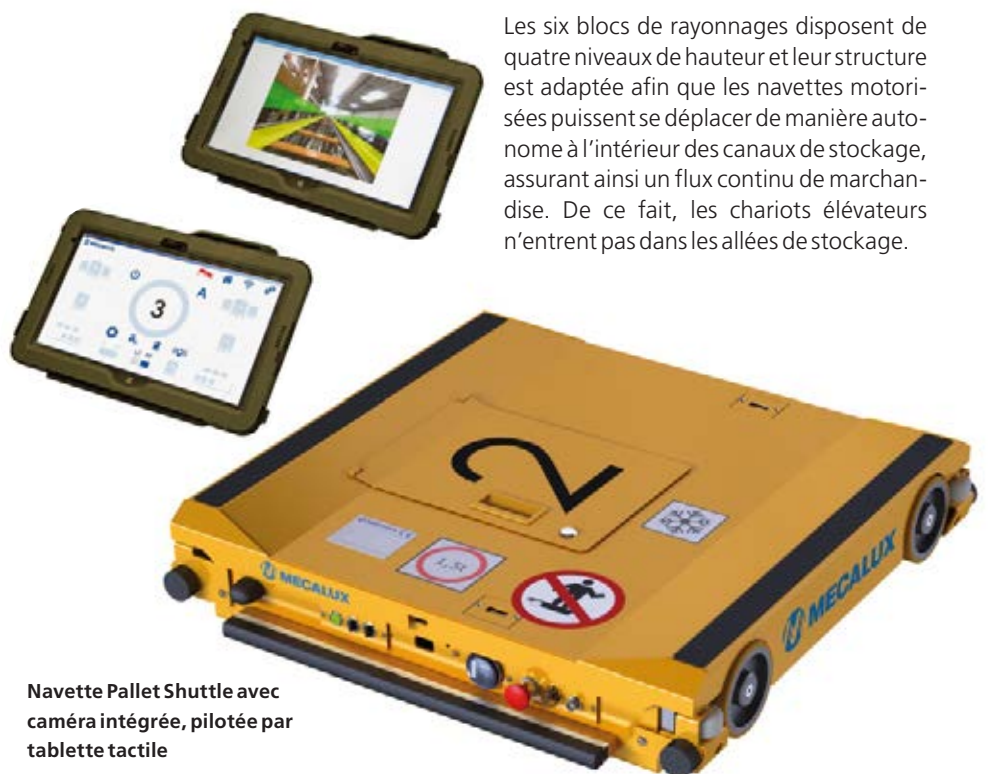 Les six blocs de rayonnages disposent de
quatre niveaux de hauteur et leur structure
est adaptée afin que les navettes motori-
sées puissent se déplacer de manière auto-
nome à l'intérieur des canaux de stockage,
assurant ainsi un flux continu de marchan-
dise. De ce fait, les chariots élévateurs
n'entrent pas dans les allées de stockage.
3
A
2
1,5t
MECALUX
MECALUX
Navette Pallet Shuttle avec
caméra intégrée, pilotée par
tablette tactile